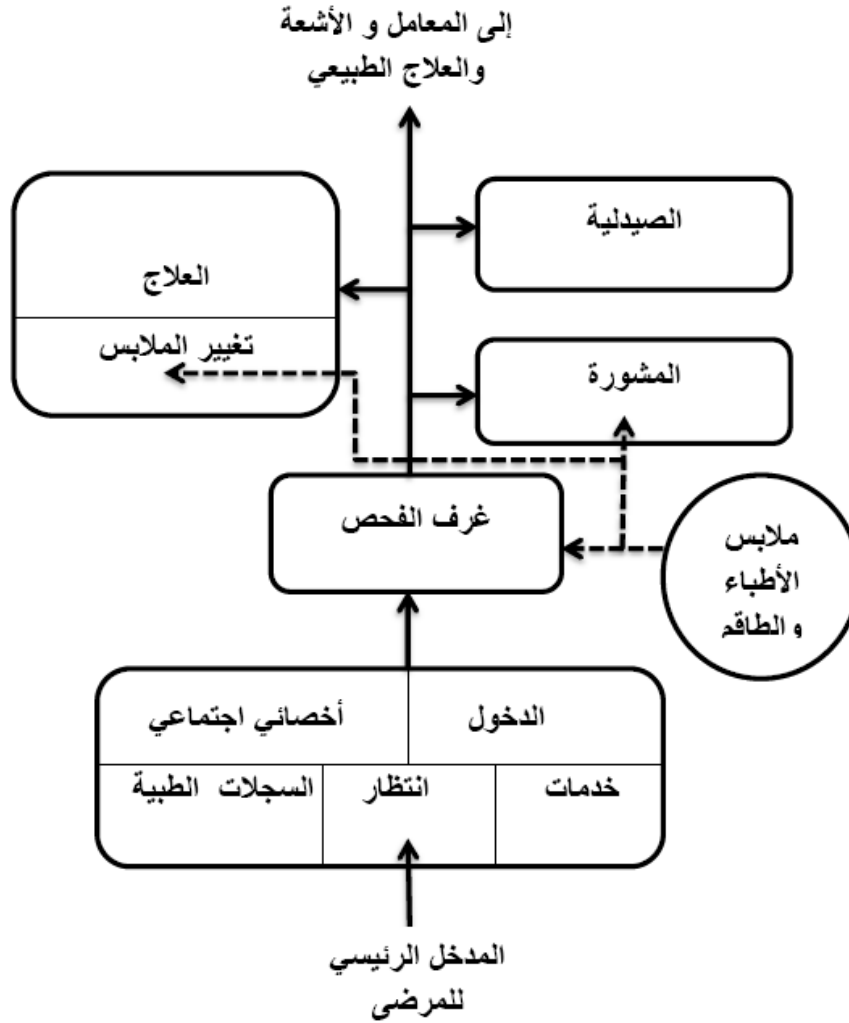 إلى المعامل و الأشعة
والعلاج الطبيعي
الصيدلية
العلاج
تغيير الملابس
المشورة
غرف الفحص
ملابس
الأطباء
والطاقم
الدخول
أخصائي اجتماعي
خدمات
انتظار
السجلات الطبية
المدخل الرئيسي
للمرضى